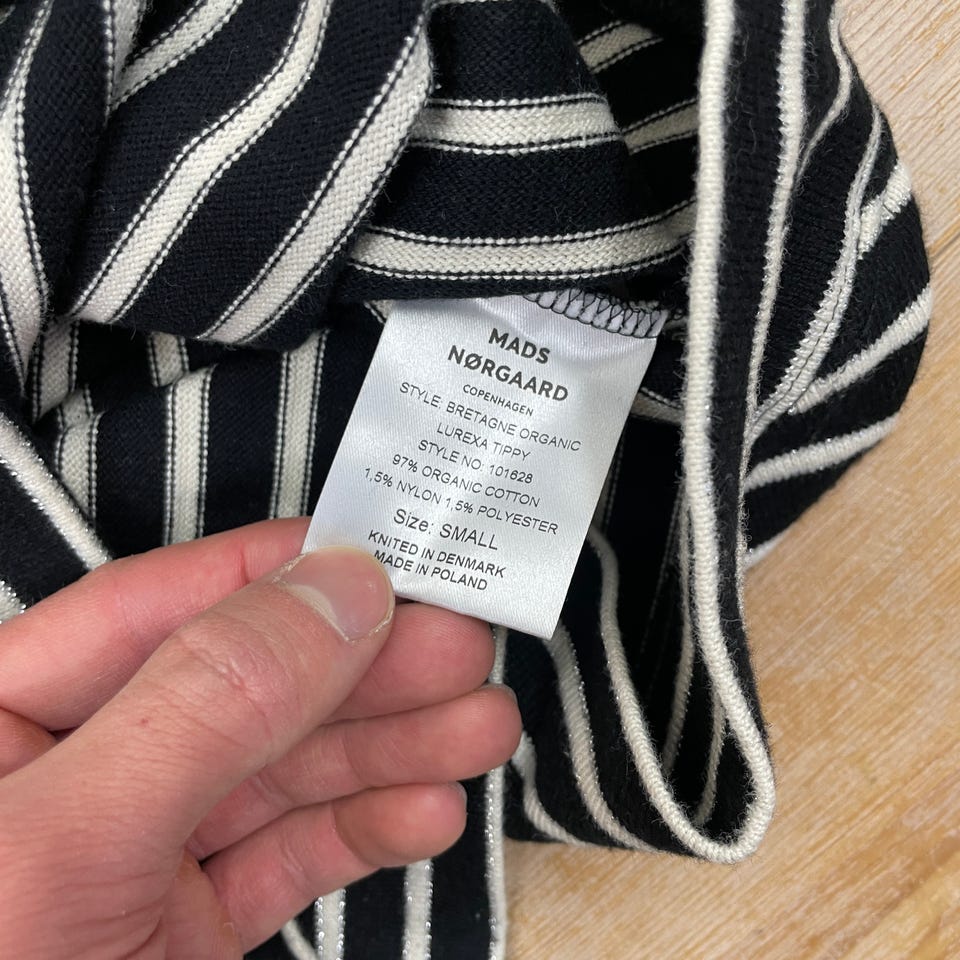 MADS
NØRGAARD
COPENHAGEN
STYLE: BRETAGNE ORGANIC
LUREXA TIPPY
STYLE NO: 101628
97% ORGANIC COTTON
1,5% NYLON 1,5% POLYESTER
Size: SMALL
KNITED IN DENMARK
MADE IN POLAND